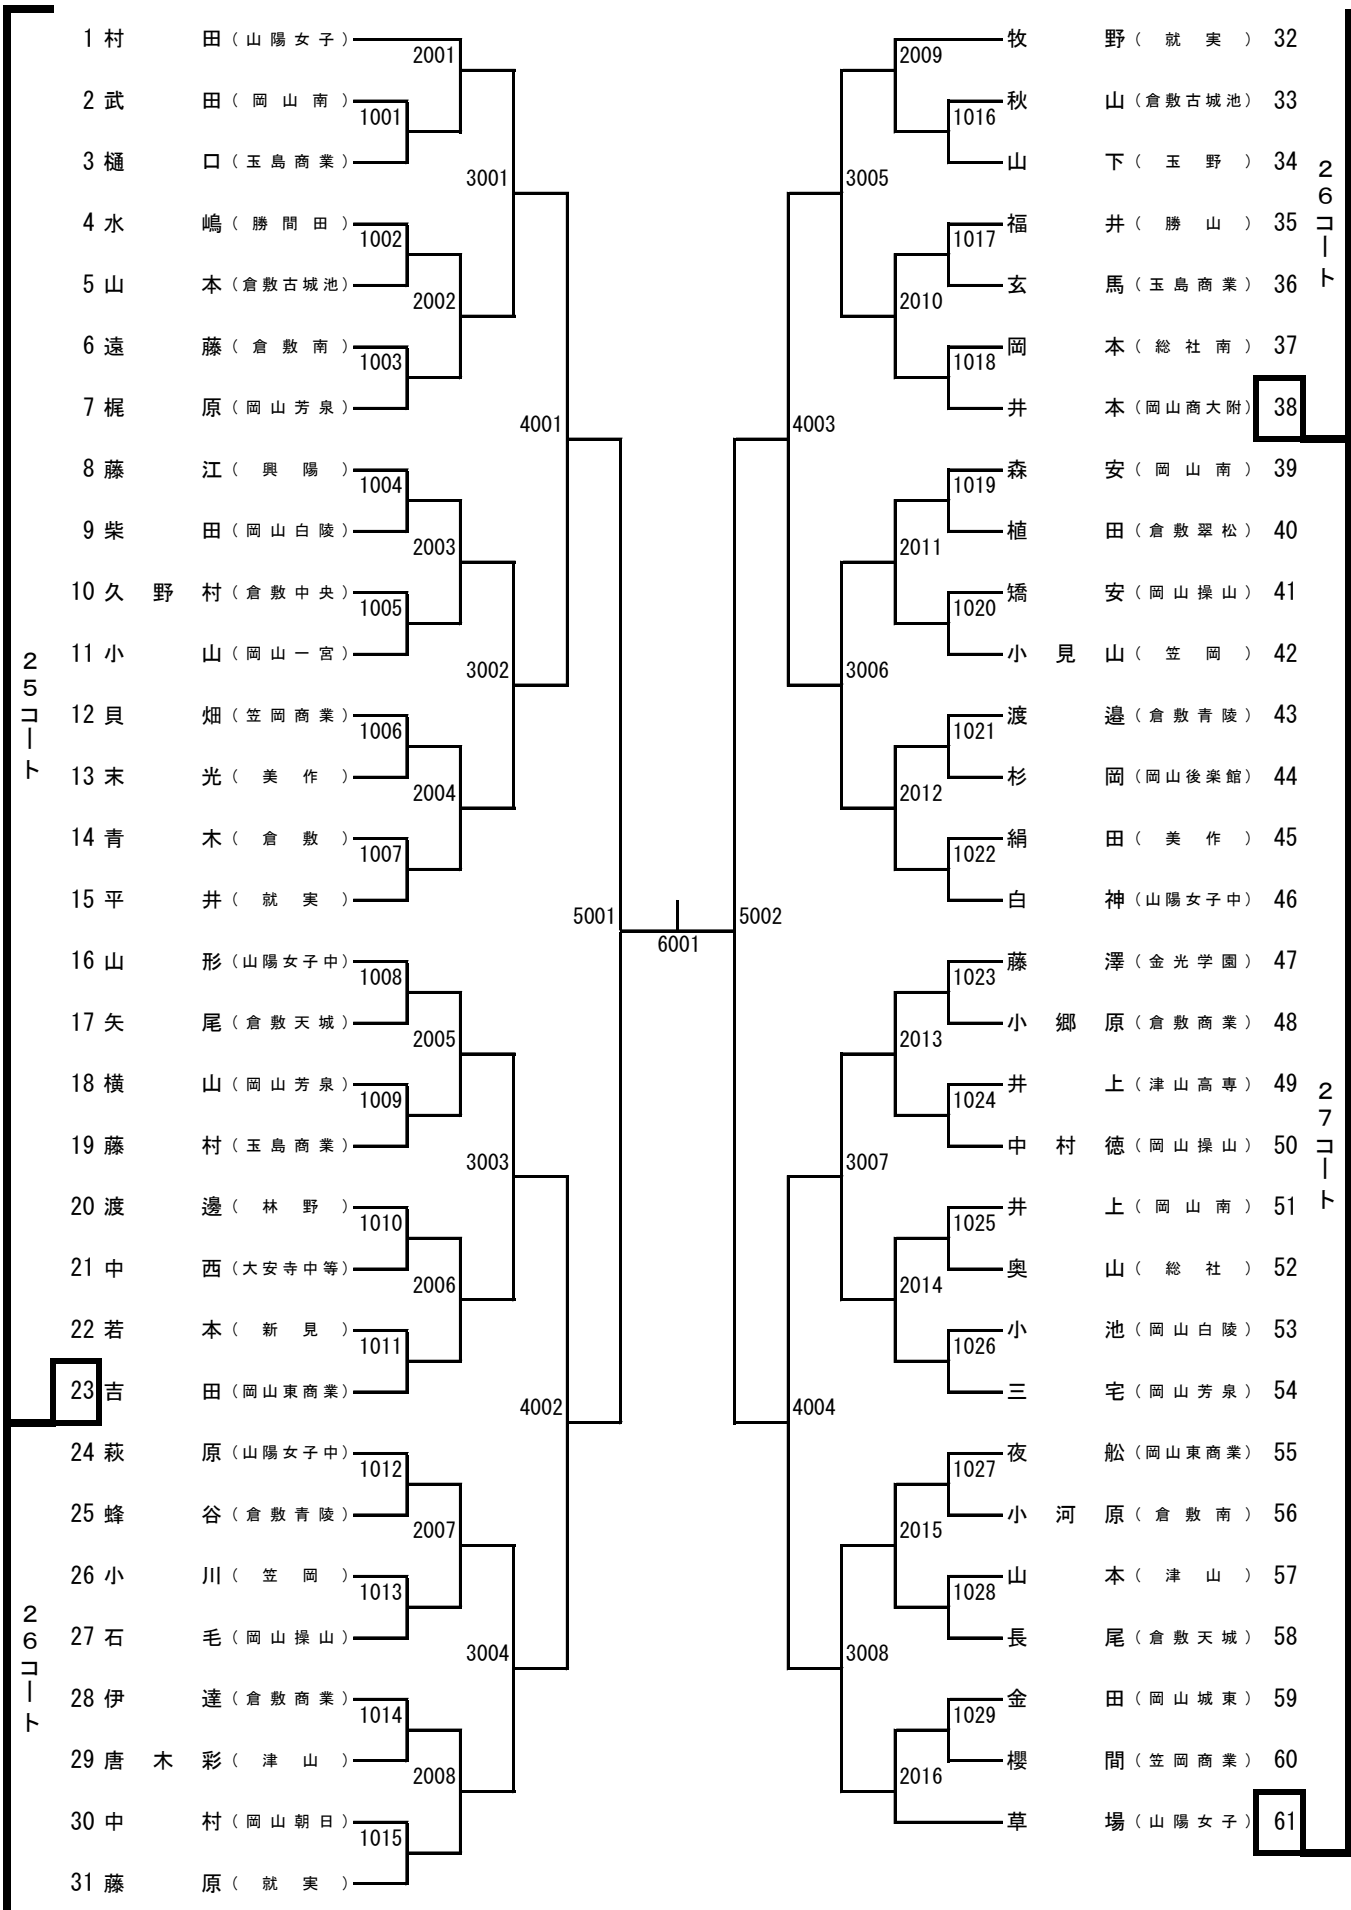 1 村田（山陽女子）
2 武田（岡山南）
3 樋口（玉島商業）
4 水嶋（勝間田）
5 山本（倉敷古城池）
6 遠藤（倉敷南）
7 梶原（岡山芳泉）
8 藤江（興陽）
9 柴田（岡山白陵）
10 久野村（倉敷中央）
11 小山（岡山一宮）
12 貝畑（笠岡商業）
13 末光（美作）
14 青木（倉敷）
15 平井（就実）
16 山形（山陽女子中）
17 矢尾（倉敷天城）
18 横山（岡山芳泉）
19 藤村（玉島商業）
20 渡邊（林野）
21 中西（大安寺中等）
22 若本（新見）
23 吉田（岡山東商業）
24 萩原（山陽女子中）
25 蜂谷（倉敷青陵）
26 小川（笠岡）
27 石毛（岡山操山）
28 伊達（倉敷商業）
29 唐木彩（津山）
30 中村（岡山朝日）
31 藤原（就実）
25コート
26コート
1001
1002
1003
1004
1005
1006
1007
1008
1009
1010
1011
1012
1013
1014
1015
2001
2002
2003
2004
2005
2006
2007
2008
3001
3002
3003
3004
4001
4002
5001
6001
5002
4003
4004
3005
3006
3007
3008
2009
2010
2011
2012
2013
2014
2015
2016
1016
1017
1018
1019
1020
1021
1022
1023
1024
1025
1026
1027
1028
1029
牧野（就実） 32
秋山（倉敷古城池） 33
山下（玉野） 34
福井（勝山） 35
玄馬（玉島商業） 36
岡本（総社南） 37
井本（岡山商大附） 38
森安（岡山南） 39
植田（倉敷翠松） 40
矯安（岡山操山） 41
小見山（笠岡） 42
渡邉（倉敷青陵） 43
杉岡（岡山後楽館） 44
絹田（美作） 45
白神（山陽女子中） 46
藤澤（金光学園） 47
小郷原（倉敷商業） 48
井上（津山高専） 49
中村徳（岡山操山） 50
井上（岡山南） 51
奥山（総社） 52
小池（岡山白陵） 53
三宅（岡山芳泉） 54
夜舩（岡山東商業） 55
小河原（倉敷南） 56
山本（津山） 57
長尾（倉敷天城） 58
金田（岡山城東） 59
櫻間（笠岡商業） 60
草場（山陽女子） 61
26コート
27コート